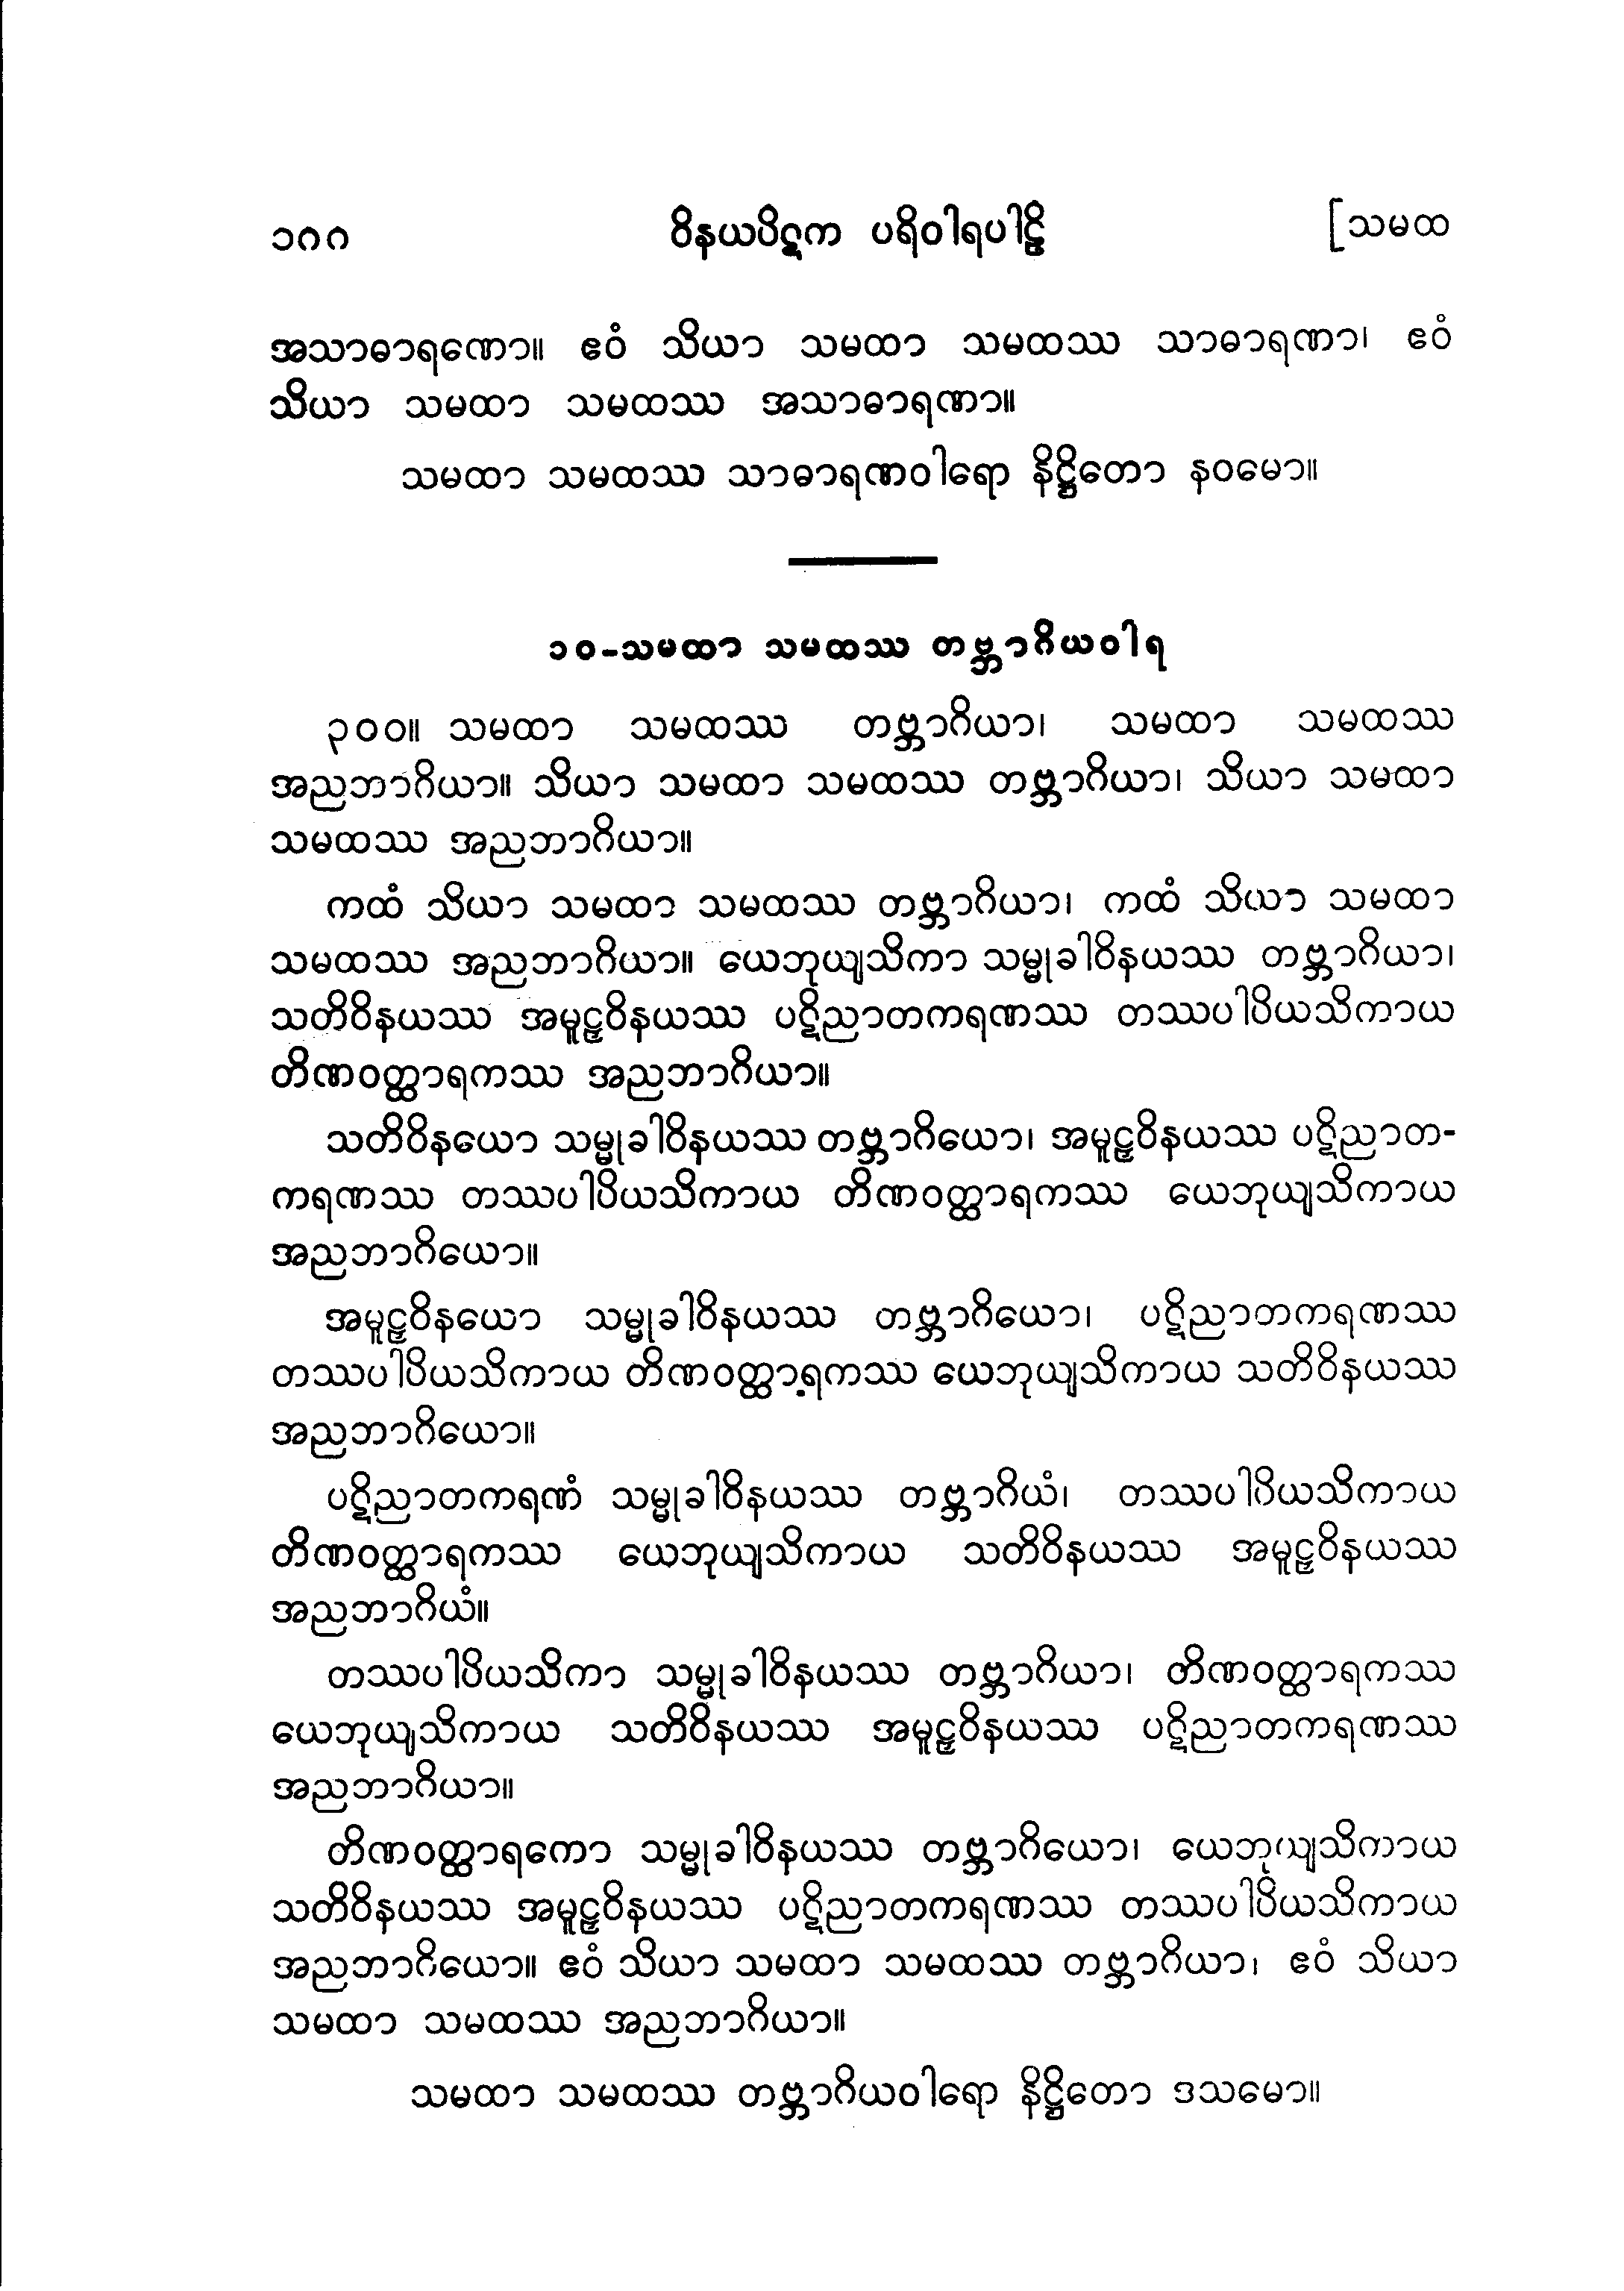 ၁၈၈ ဝိနယပိဋက ပရိဝါရပါဠိ [သမထ
အသာဓာရဏော။ ဧဝံ သိယာ သမထာ သမထဿ သာဓာရဏာ၊ ဧဝံ
သိယာ သမထာ သမထဿ အသာဓာရဏာ။
သမထာ သမထဿ သာဓာရဏဝါရော နိဋ္ဌိတော နဝမော။
၁၀-သမထာ သမထဿ တဗ္ဘာဂိယဝါရ
၃၀၀။ သမထာ သမထဿ တဗ္ဘာဂိယာ၊ သမထာ သမထဿ
အညဘာဂိယာ။ သိယာ သမထာ သမထဿ တဗ္ဘာဂိယာ၊ သိယာ သမထာ
သမထဿ အညဘာဂိယာ။
ကထံ သိယာ သမထာ သမထဿ တဗ္ဘာဂိယာ၊ ကထံ သိယာ သမထာ
သမထဿ အညဘာဂိယာ။ ယေဘုယျသိကာ သမ္မုခါဝိနယဿ တဗ္ဘာဂိယာ၊
သတိဝိနယဿ အမူဠှဝိနယဿ ပဋိညာတကရဏဿ တဿပါပိယသိကာယ
တိဏဝတ္ထာရကဿ အညဘာဂိယာ။
သတိဝိနယော သမ္မုခါဝိနယဿ တဗ္ဘာဂိယော၊ အမူဠှဝိနယဿ ပဋိညာတ-
ကရဏဿ တဿပါပိယသိကာယ တိဏဝတ္ထာရကဿ ယေဘုယျသိကာယ
အညဘာဂိယော။
အမူဠှဝိနယော သမ္မုခါဝိနယဿ တဗ္ဘာဂိယော၊ ပဋိညာတကရဏဿ
တဿပါပိယသိကာယ တိဏဝတ္ထာရကဿ ယေဘုယျသိကာယ သတိဝိနယဿ
အညဘာဂိယော။
ပဋိညာတကရဏံ သမ္မုခါဝိနယဿ တဗ္ဘာဂိယံ၊ တဿပါပိယသိကာယ
တိဏဝတ္ထာရကဿ ယေဘုယျသိကာယ သတိဝိနယဿ အမူဠှဝိနယဿ
အညဘာဂိယံ။
တဿပါပိယသိကာ သမ္မုခါဝိနယဿ တဗ္ဘာဂိယာ၊ တိဏဝတ္ထာရကဿ
ယေဘုယျသိကာယ သတိဝိနယဿ အမူဠှဝိနယဿ ပဋိညာတကရဏဿ
အညဘာဂိယာ။
တိဏဝတ္ထာရကော သမ္မုခါဝိနယဿ တဗ္ဘာဂိယော၊ ယေဘုယျသိကာယ
သတိဝိနယဿ အမူဠှဝိနယဿ ပဋိညာတကရဏဿ တဿပါပိယသိကာယ
အညဘာဂိယော။ ဧဝံ သိယာ သမထာ သမထဿ တဗ္ဘာဂိယာ၊ ဧဝံ သိယာ
သမထာ သမထဿ အညဘာဂိယာ။
သမထာ သမထဿ တဗ္ဘာဂိယဝါရော နိဋ္ဌိတော ဒသမော။